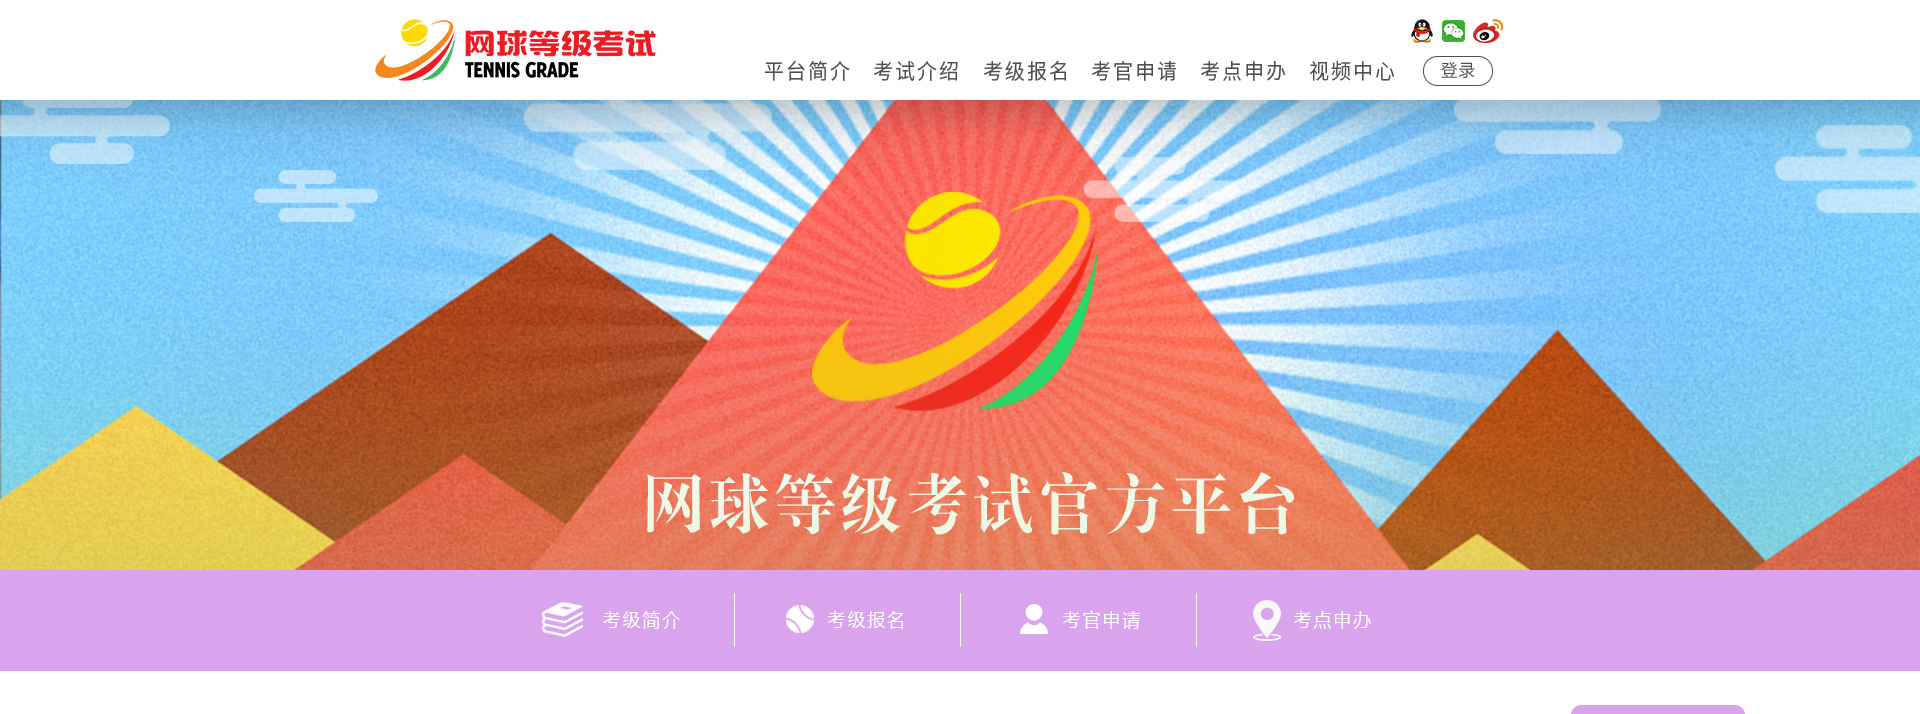 网球等级考试
TENNIS GRADE
平台简介 考试介绍 考级报名 考官申请 考点申办 视频中心 登录
网球等级考试官方平台
考级简介 考级报名 考官申请 考点申办